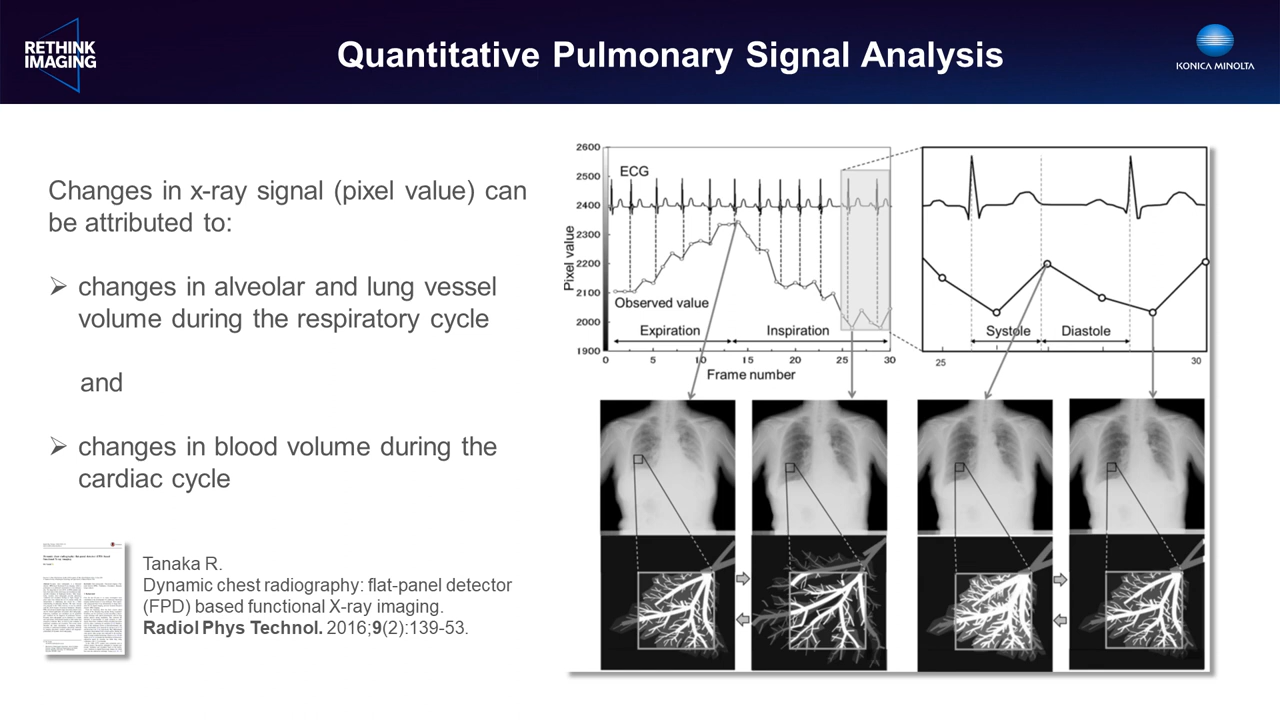 RETHINK
IMAGING
Quantitative Pulmonary Signal Analysis
KONICA MINOLTA
Changes in x-ray signal (pixel value) can
be attributed to:
➢ changes in alveolar and lung vessel
volume during the respiratory cycle
and
➢ changes in blood volume during the
cardiac cycle
Tanaka R.
Dynamic chest radiography: flat-panel detector
(FPD) based functional X-ray imaging.
Radiol Phys Technol. 2016;9(2):139-53.
2600
2500
2400
2300
2200
2100
2000
1900
Pixel value
ECG
Observed value
Expiration
Inspiration
0 5 10 15 20 25 30
Frame number
Systole
Diastole
25 30